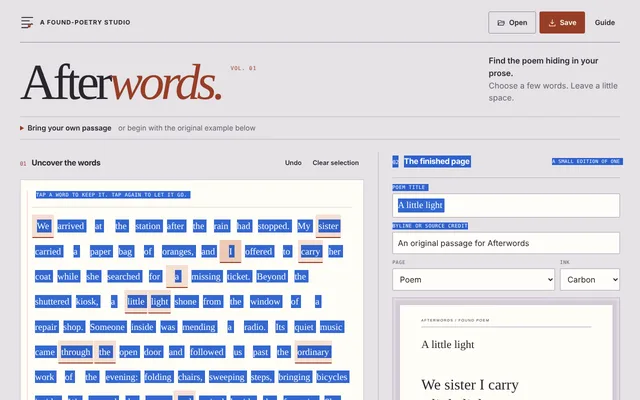 A FOUND-POETRY STUDIO
Open
Save
Guide
Afterwords.
VOL. 01
Find the poem hiding in your
prose.
Choose a few words. Leave a little
space.
Bring your own passage or begin with the original example below
01 Uncover the words
Undo
Clear selection
TAP A WORD TO KEEP IT. TAP AGAIN TO LET IT GO.
We arrived at the station after the rain had stopped. My sister
carried a paper bag of oranges, and I offered to carry her
coat while she searched for a missing ticket. Beyond the
shuttered kiosk, a little light shone from the window of a
repair shop. Someone inside was mending a radio. Its quiet music
came through the open door and followed us past the ordinary
work of the evening: folding chairs, sweeping steps, bringing bicycles
02 The finished page
A SMALL EDITION OF ONE
POEM TITLE
A little light
BYLINE OR SOURCE CREDIT
An original passage for Afterwords
PAGE
INK
Poem
Carbon
AFTERWORDS / FOUND POEM
A little light
We sister I carry